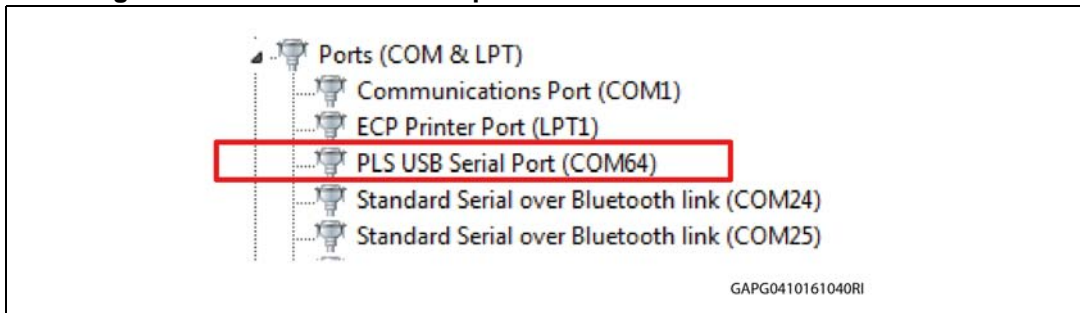 Ports (COM & LPT)
Communications Port (COM1)
ECP Printer Port (LPT1)
PLS USB Serial Port (COM64)
Standard Serial over Bluetooth link (COM24)
Standard Serial over Bluetooth link (COM25)
GAPG0410161040RI